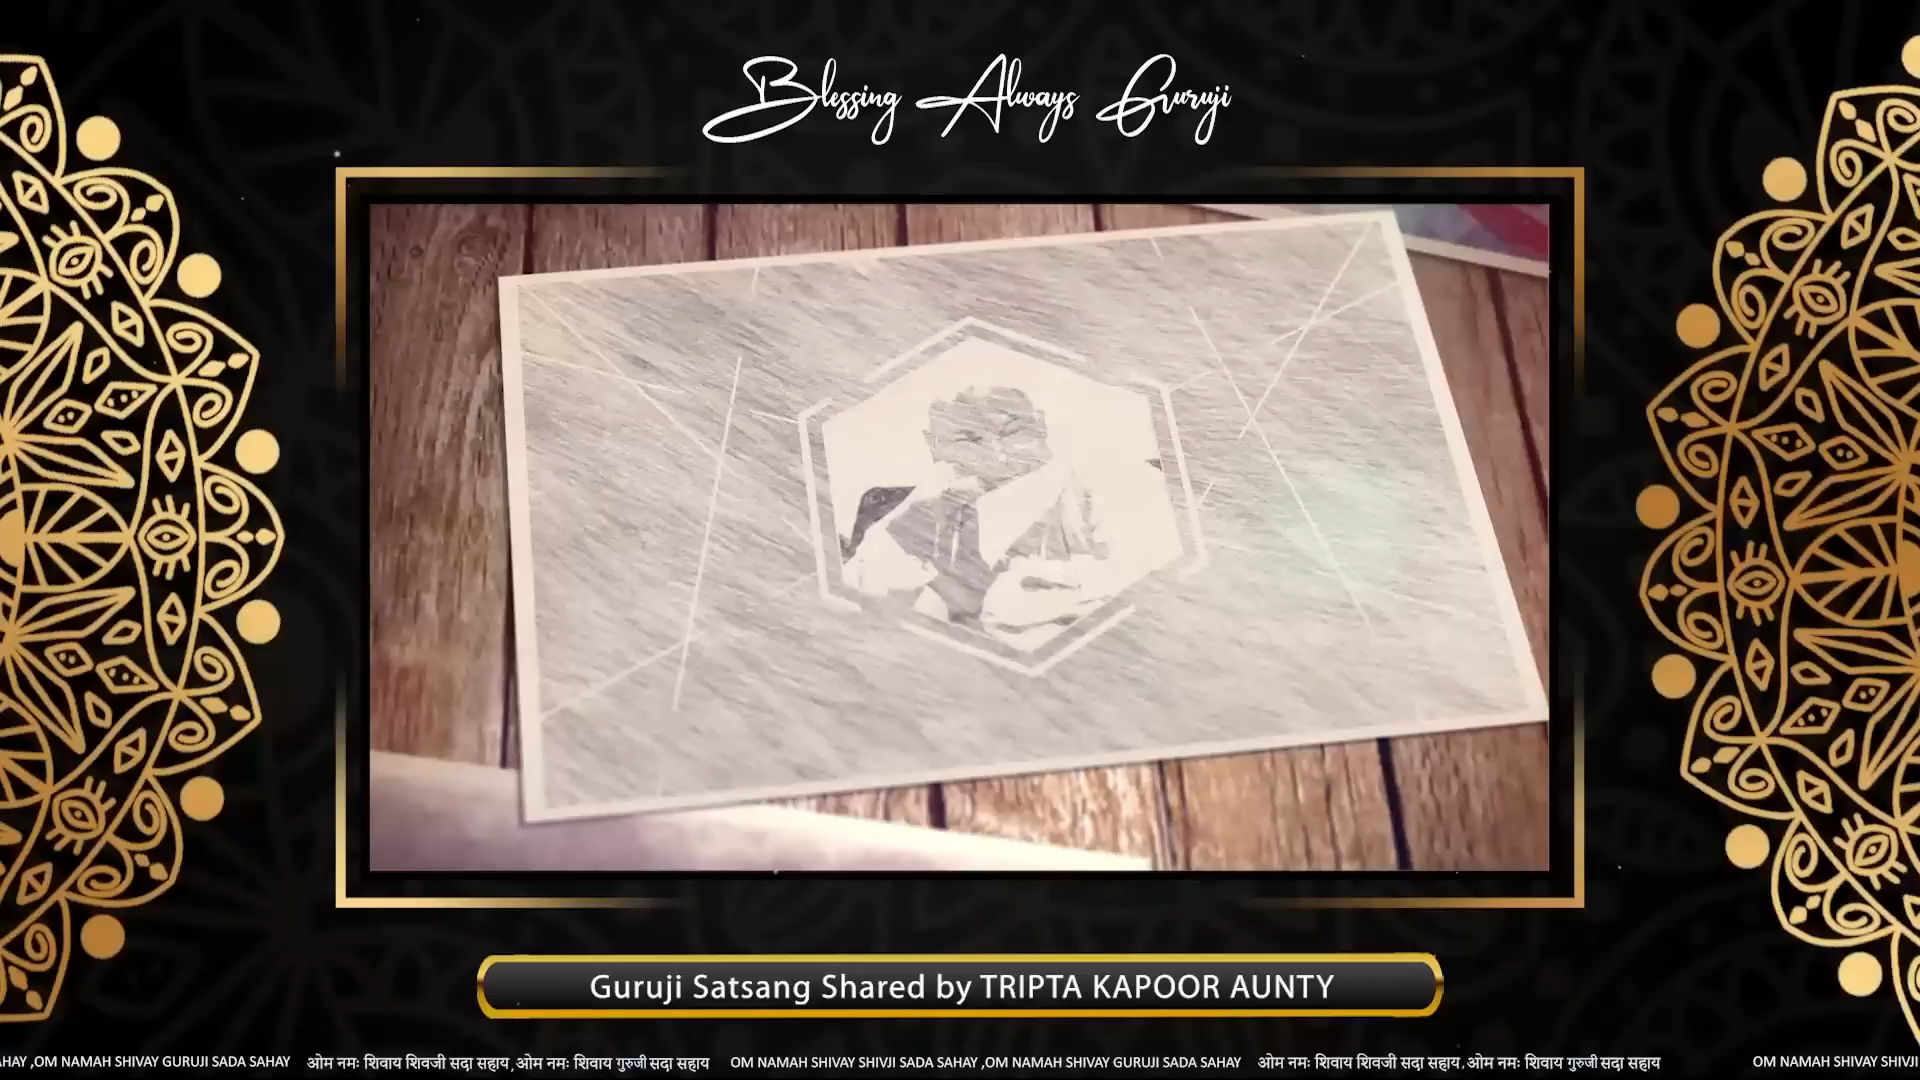 Blessing Always Guruji
Guruji Satsang Shared by TRIPTA KAPOOR AUNTY
AHAY ,OM NAMAH SHIVAY GURUJI SADA SAHAY ओम नमः शिवाय शिवजी सदा सहाय ,ओम नमः शिवाय गुरुजी सदा सहाय OM NAMAH SHIVAY SHIVJI SADA SAHAY ,OM NAMAH SHIVAY GURUJI SADA SAHAY ओम नमः शिवाय शिवजी सदा सहाय ,ओम नमः शिवाय गुरुजी सदा सहाय OM NAMAH SHIVAY SHIVJI